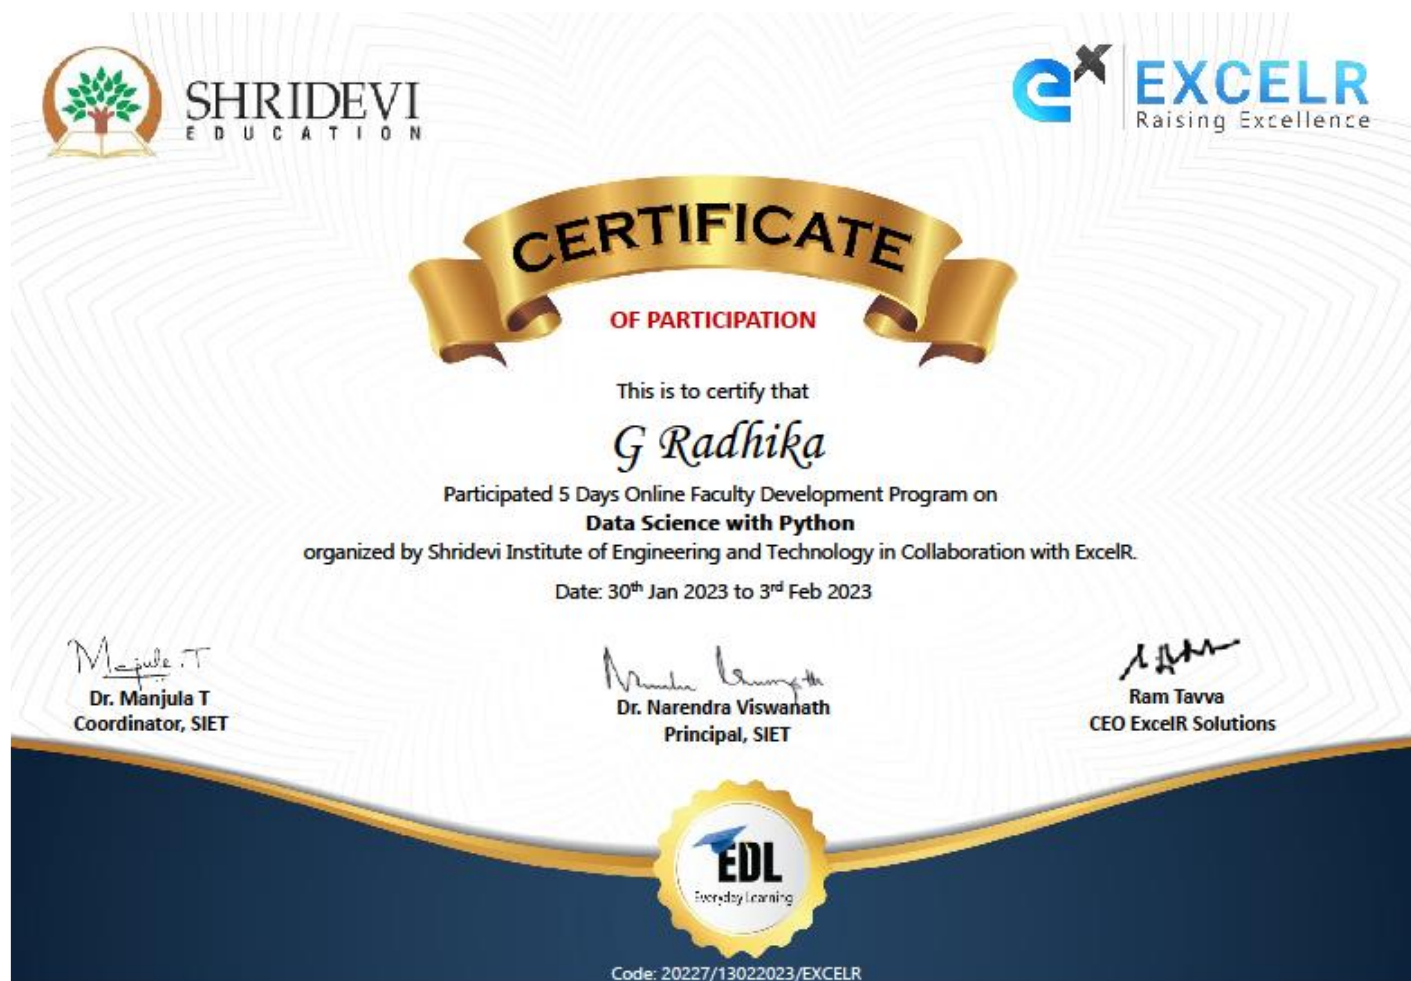 SHRIDEVI
EDUCATION
ex
EXCELR
Raising Excellence
CERTIFICATE
OF PARTICIPATION
This is to certify that
G Radhika
Participated 5 Days Online Faculty Development Program on
Data Science with Python
organized by Shridevi Institute of Engineering and Technology in Collaboration with ExcelR.
Date: 30th Jan 2023 to 3rd Feb 2023
Manjula.T
Dr. Manjula T
Coordinator, SIET
Dr. Narendra Viswanath
Principal, SIET
Ram Tavva
CEO ExcelR Solutions
EDL
Everyday Learning
Code: 20227/13022023/EXCELR